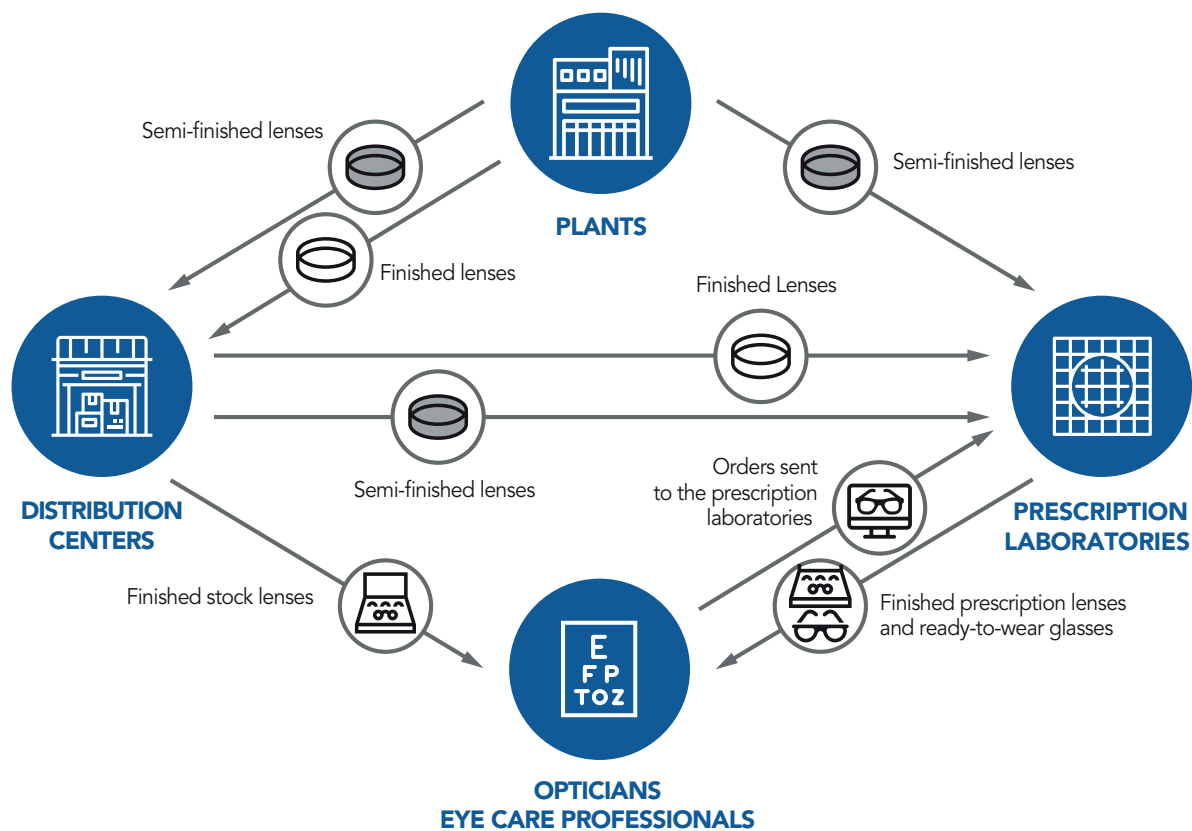 Semi-finished lenses
Semi-finished lenses
PLANTS
Finished lenses
Finished Lenses
Semi-finished lenses
DISTRIBUTION
CENTERS
Orders sent
to the prescription
laboratories
PRESCRIPTION
LABORATORIES
Finished stock lenses
Finished prescription lenses
and ready-to-wear glasses
E
F P
TOZ
OPTICIANS
EYE CARE PROFESSIONALS